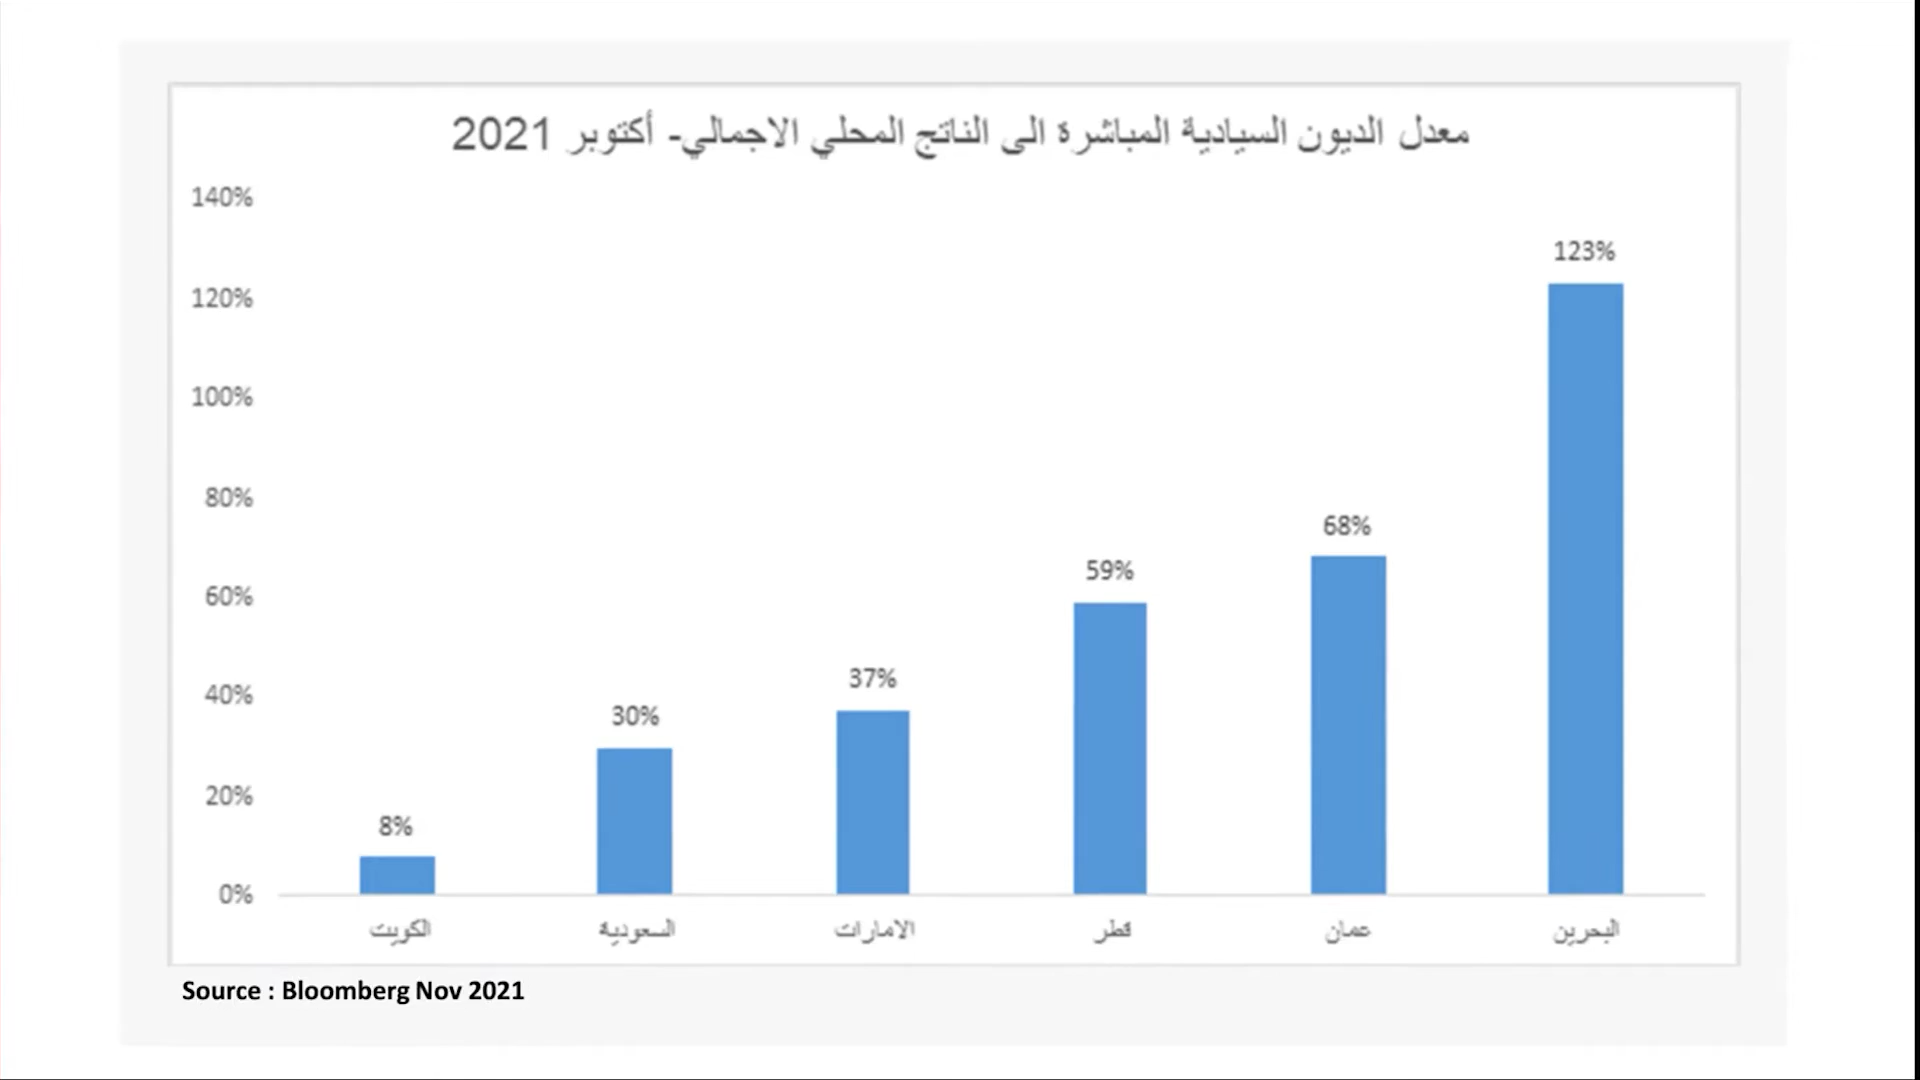 معدل الديون السيادية المباشرة الى الناتج المحلي الاجمالي- أكتوبر 2021
140%
120%
100%
80%
60%
40%
20%
0%
8%
30%
37%
59%
68%
123%
الكويت
السعودية
الامارات
قطر
عمان
البحرين
Source : Bloomberg Nov 2021